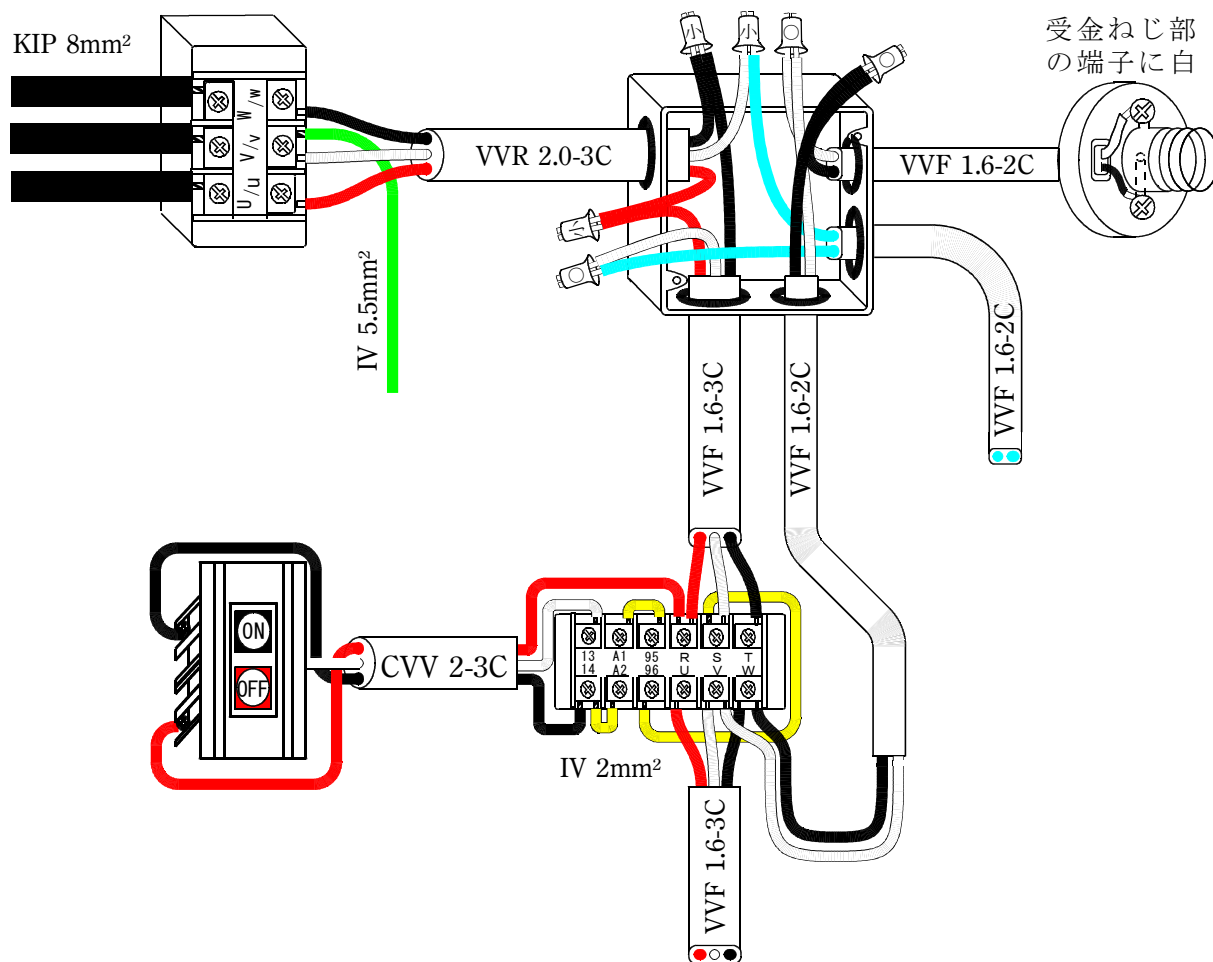 KIP 8mm²
W/w
V/v
U/u
IV 5.5mm²
VVR 2.0-3C
小
小
○
○
小
小
受金ねじ部
の端子に白
VVF 1.6-2C
VVF 1.6-2C
VVF 1.6-3C
VVF 1.6-2C
ON
OFF
CVV 2-3C
13 A1 95 R S T
14 A2 96 U V W
IV 2mm²
VVF 1.6-3C